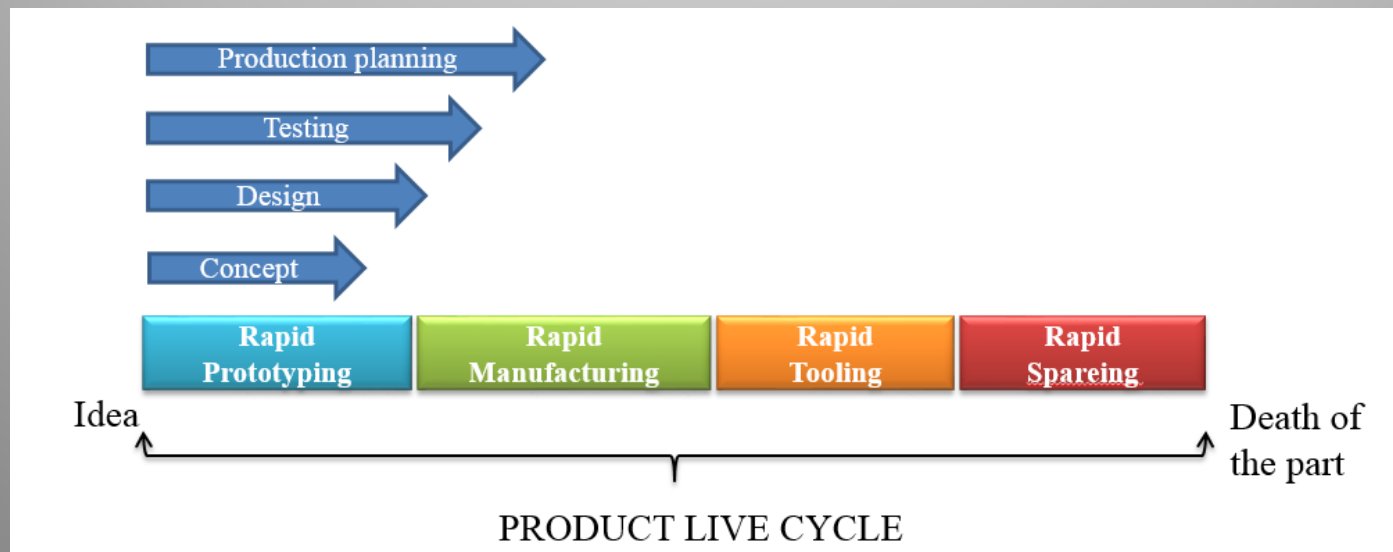 Production planning
Testing
Design
Concept
Rapid
Prototyping
Rapid
Manufacturing
Rapid
Tooling
Rapid
Spareing
Idea
Death of
the part
PRODUCT LIVE CYCLE